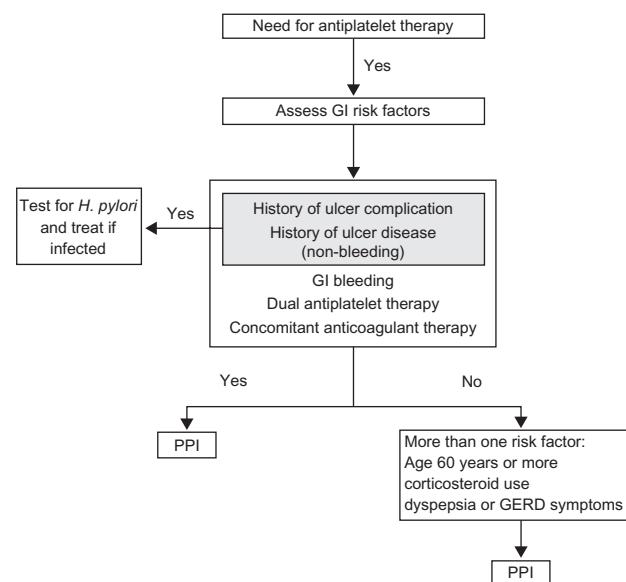 Need for antiplatelet therapy
Yes
Assess GI risk factors
Test for H. pylori
and treat if
infected
Yes
History of ulcer complication
History of ulcer disease
(non-bleeding)
GI bleeding
Dual antiplatelet therapy
Concomitant anticoagulant therapy
Yes
No
PPI
More than one risk factor:
Age 60 years or more
corticosteroid use
dyspepsia or GERD symptoms
PPI